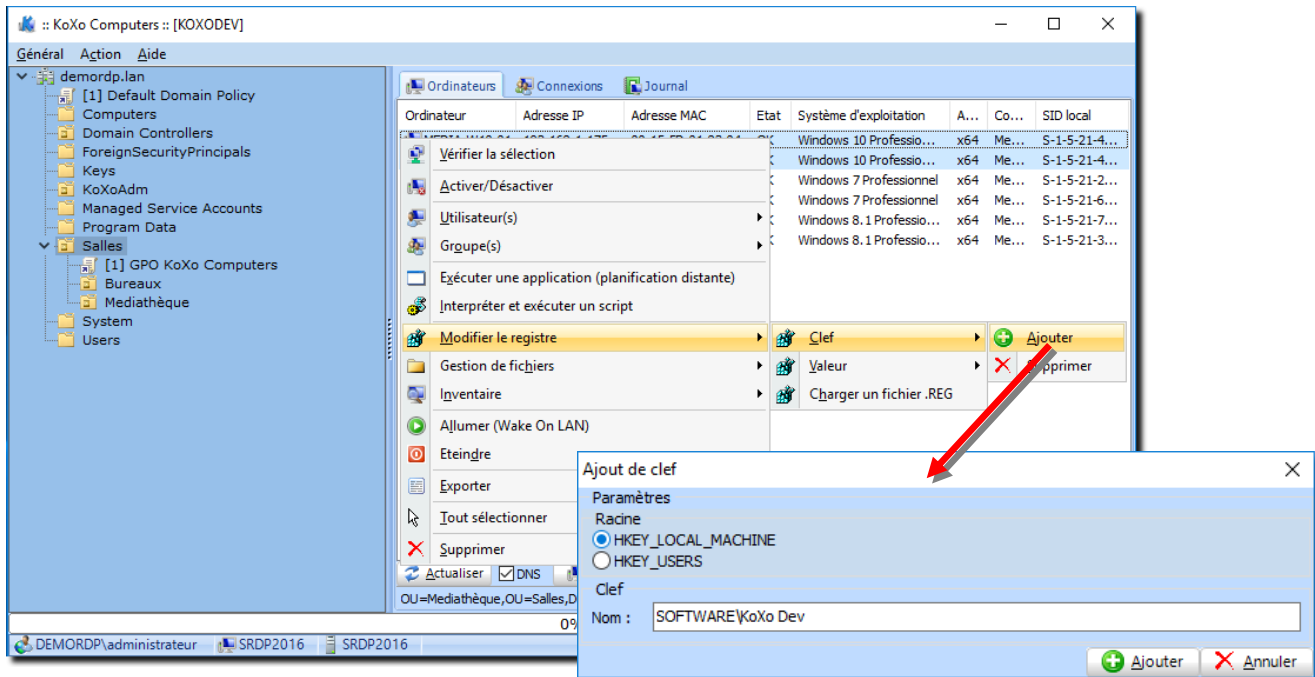 :: KoXo Computers :: [KOXODEV]
Général Action Aide
demordp.lan
[1] Default Domain Policy
Computers
Domain Controllers
ForeignSecurityPrincipals
Keys
KoXoAdm
Managed Service Accounts
Program Data
Salles
[1] GPO KoXo Computers
Bureaux
Mediathèque
System
Users
Ordinateurs Connexions Journal
Ordinateur Adresse IP Adresse MAC Etat Système d'exploitation A... Co... SID local
Windows 10 Professio... x64 Me... S-1-5-21-4...
Windows 10 Professio... x64 Me... S-1-5-21-4...
Windows 7 Professionnel x64 Me... S-1-5-21-2...
Windows 7 Professionnel x64 Me... S-1-5-21-6...
Windows 8.1 Professio... x64 Me... S-1-5-21-7...
Windows 8.1 Professio... x64 Me... S-1-5-21-3...
Vérifier la sélection
Activer/Désactiver
Utilisateur(s)
Groupe(s)
Exécuter une application (planification distante)
Interpréter et exécuter un script
Modifier le registre
Gestion de fichiers
Inventaire
Allumer (Wake On LAN)
Eteindre
Exporter
Tout sélectionner
Supprimer
Clef
Valeur
Charger un fichier .REG
Ajouter
Supprimer
Actualiser DNS
OU=Mediathèque,OU=Salles,D
0%
DEMORDP\administrateur SRDP2016 SRDP2016
Ajout de clef
Paramètres
Racine
HKEY_LOCAL_MACHINE
HKEY_USERS
Clef
Nom : SOFTWARE\KoXo Dev
Ajouter Annuler